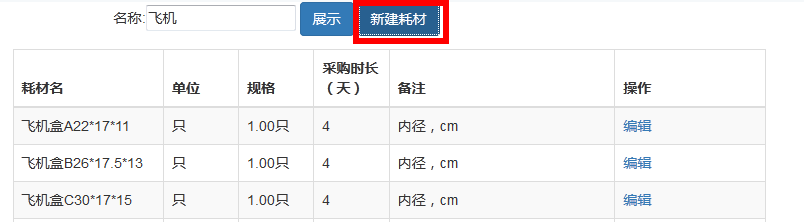 名称:飞机 展示 新建耗材
耗材名 单位 规格 采购时长（天） 备注 操作
飞机盒A22*17*11 只 1.00只 4 内径，cm 编辑
飞机盒B26*17.5*13 只 1.00只 4 内径，cm 编辑
飞机盒C30*17*15 只 1.00只 4 内径，cm 编辑